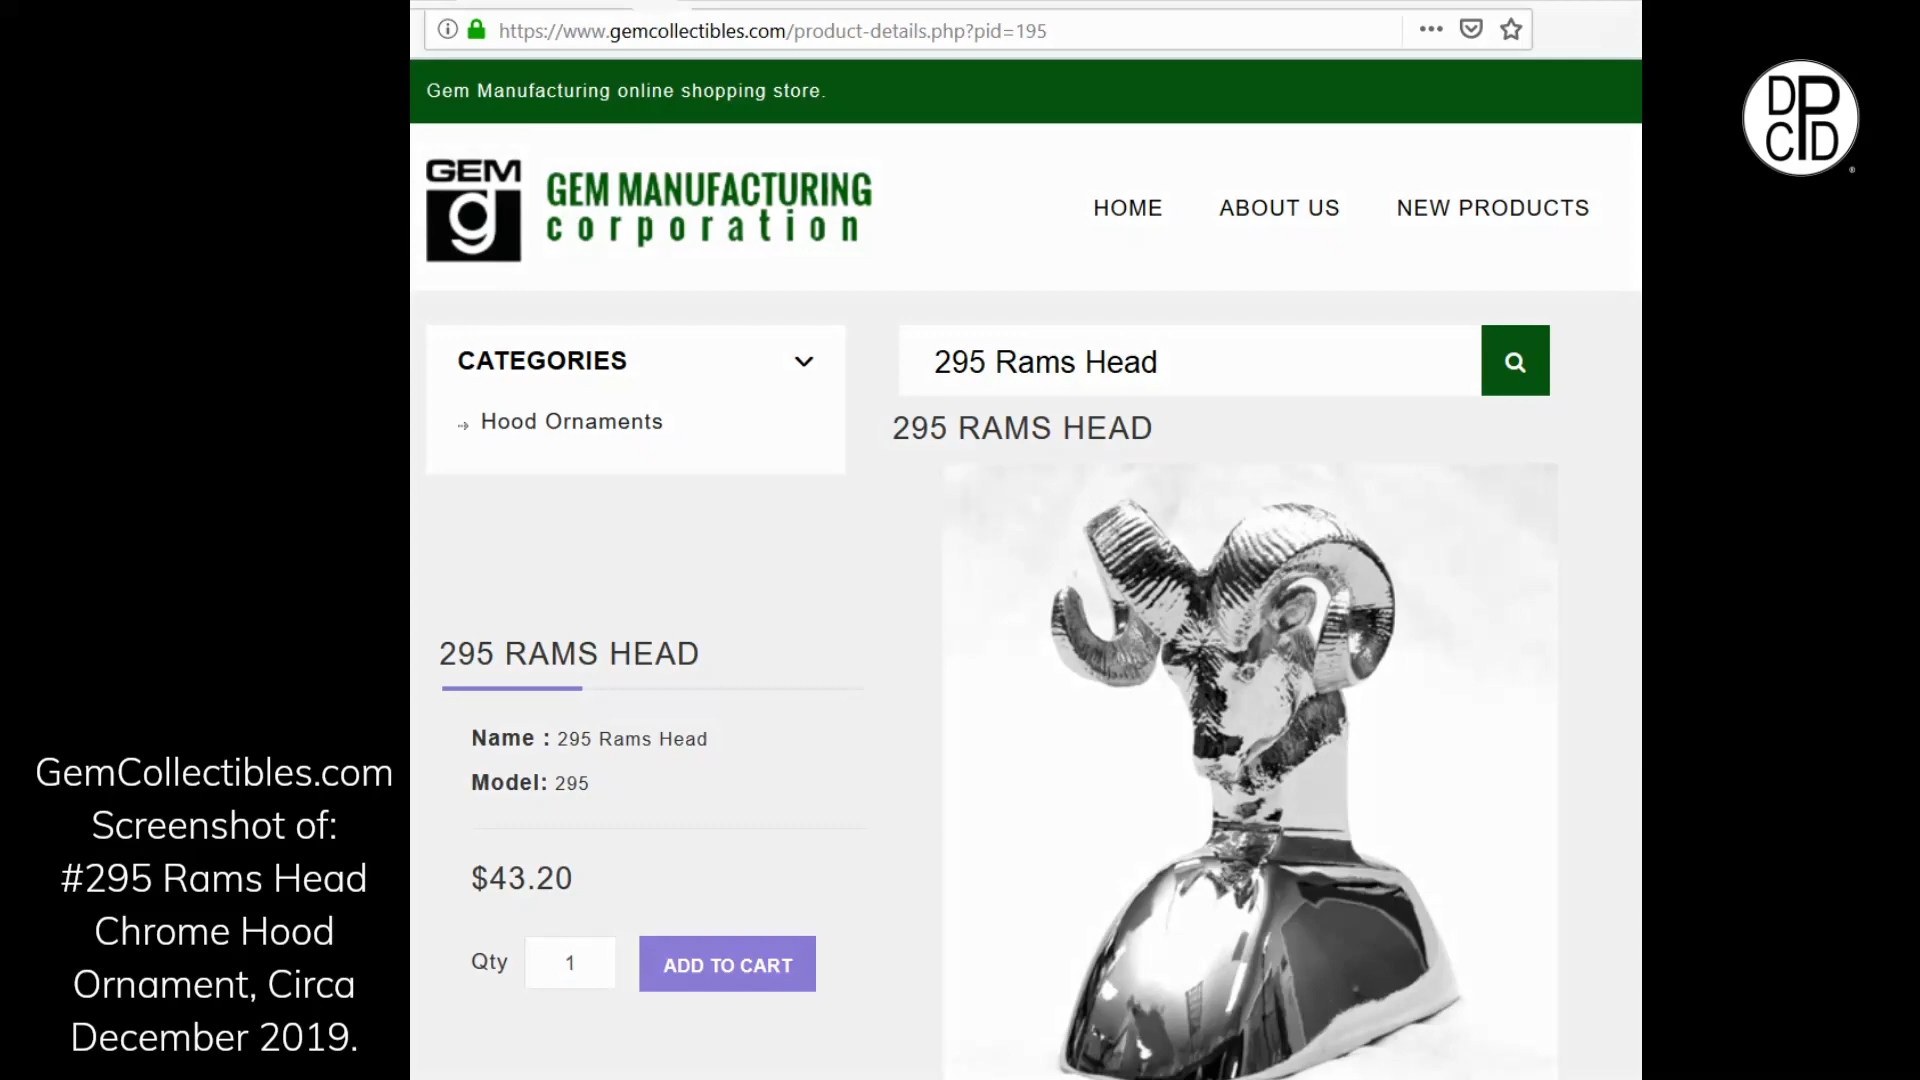 https://www.gemcollectibles.com/product-details.php?pid=195
Gem Manufacturing online shopping store.
GEM
g
GEM MANUFACTURING
corporation
HOME
ABOUT US
NEW PRODUCTS
DPCD
®
CATEGORIES
Hood Ornaments
295 Rams Head
295 RAMS HEAD
295 RAMS HEAD
Name : 295 Rams Head
Model: 295
$43.20
Qty 1 ADD TO CART
GemCollectibles.com
Screenshot of:
#295 Rams Head
Chrome Hood
Ornament, Circa
December 2019.